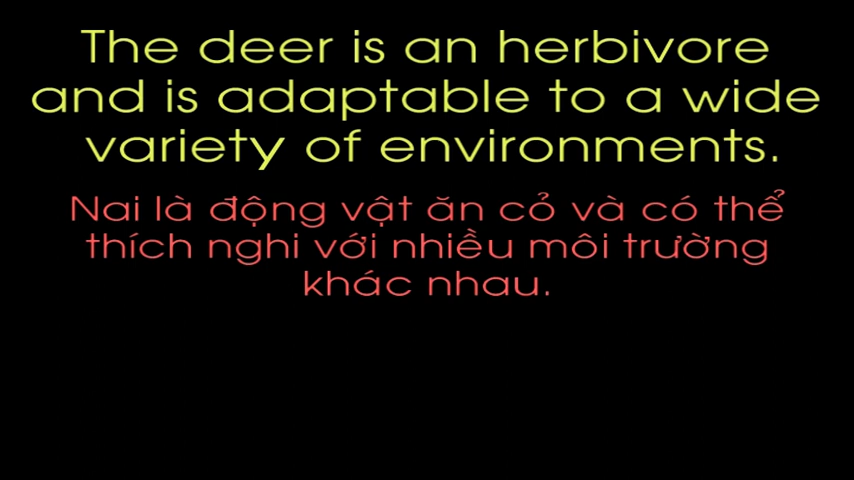 The deer is an herbivore
and is adaptable to a wide
variety of environments.
Nai là động vật ăn cỏ và có thể
thích nghi với nhiều môi trường
khác nhau.